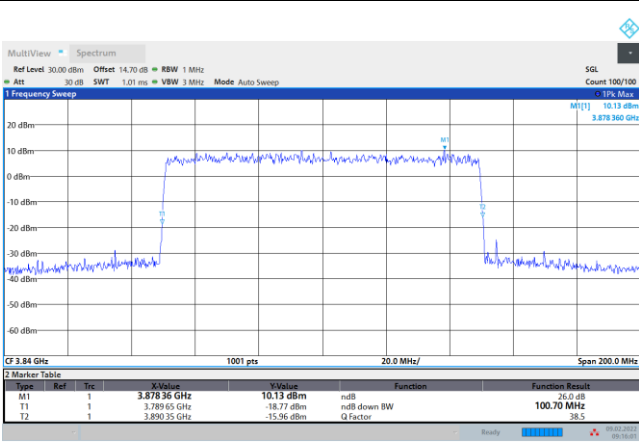 MultiView Spectrum
Ref Level 30.00 dBm Offset 14.70 dB RBW 1 MHz SGL
Att 30 dB SWT 1.01 ms VBW 3 MHz Mode Auto Sweep Count 100/100
1 Frequency Sweep 1Pk Max
M1[1] 10.13 dBm
3.878 360 GHz
20 dBm
M1
10 dBm
0 dBm
-10 dBm
T1 T2
-20 dBm
-30 dBm
-40 dBm
-50 dBm
-60 dBm
CF 3.84 GHz 1001 pts 20.0 MHz/ Span 200.0 MHz
2 Marker Table
Type Ref Trc X-Value Y-Value Function Function Result
M1 1 3.878 36 GHz 10.13 dBm ndB 26.0 dB
T1 1 3.789 65 GHz -18.77 dBm ndB down BW 100.70 MHz
T2 1 3.890 35 GHz -15.96 dBm Q Factor 38.5
Ready 09.02.2022